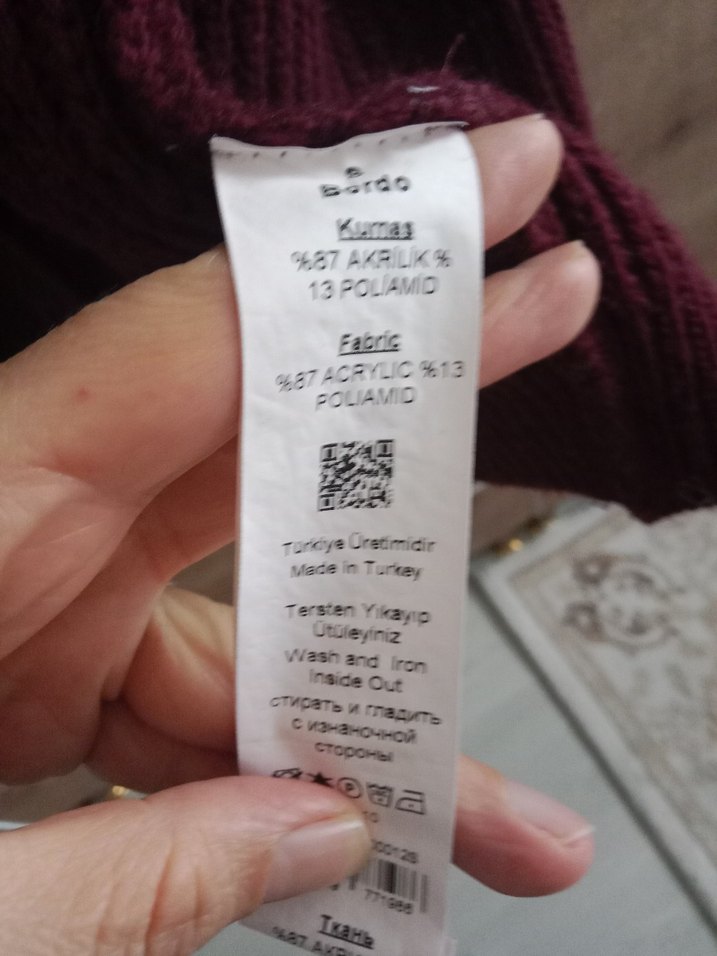 Bordo
Kumaş
%87 AKRİLİK %
13 POLİAMİD
Fabric
%87 ACRYLIC %13
POLIAMID
Türkiye Üretimidir
Made in Turkey
Tersten Yıkayıp
Ütüleyiniz
Wash and Iron
Inside Out
стирать и гладить
с изнаночной
стороны
Ткань